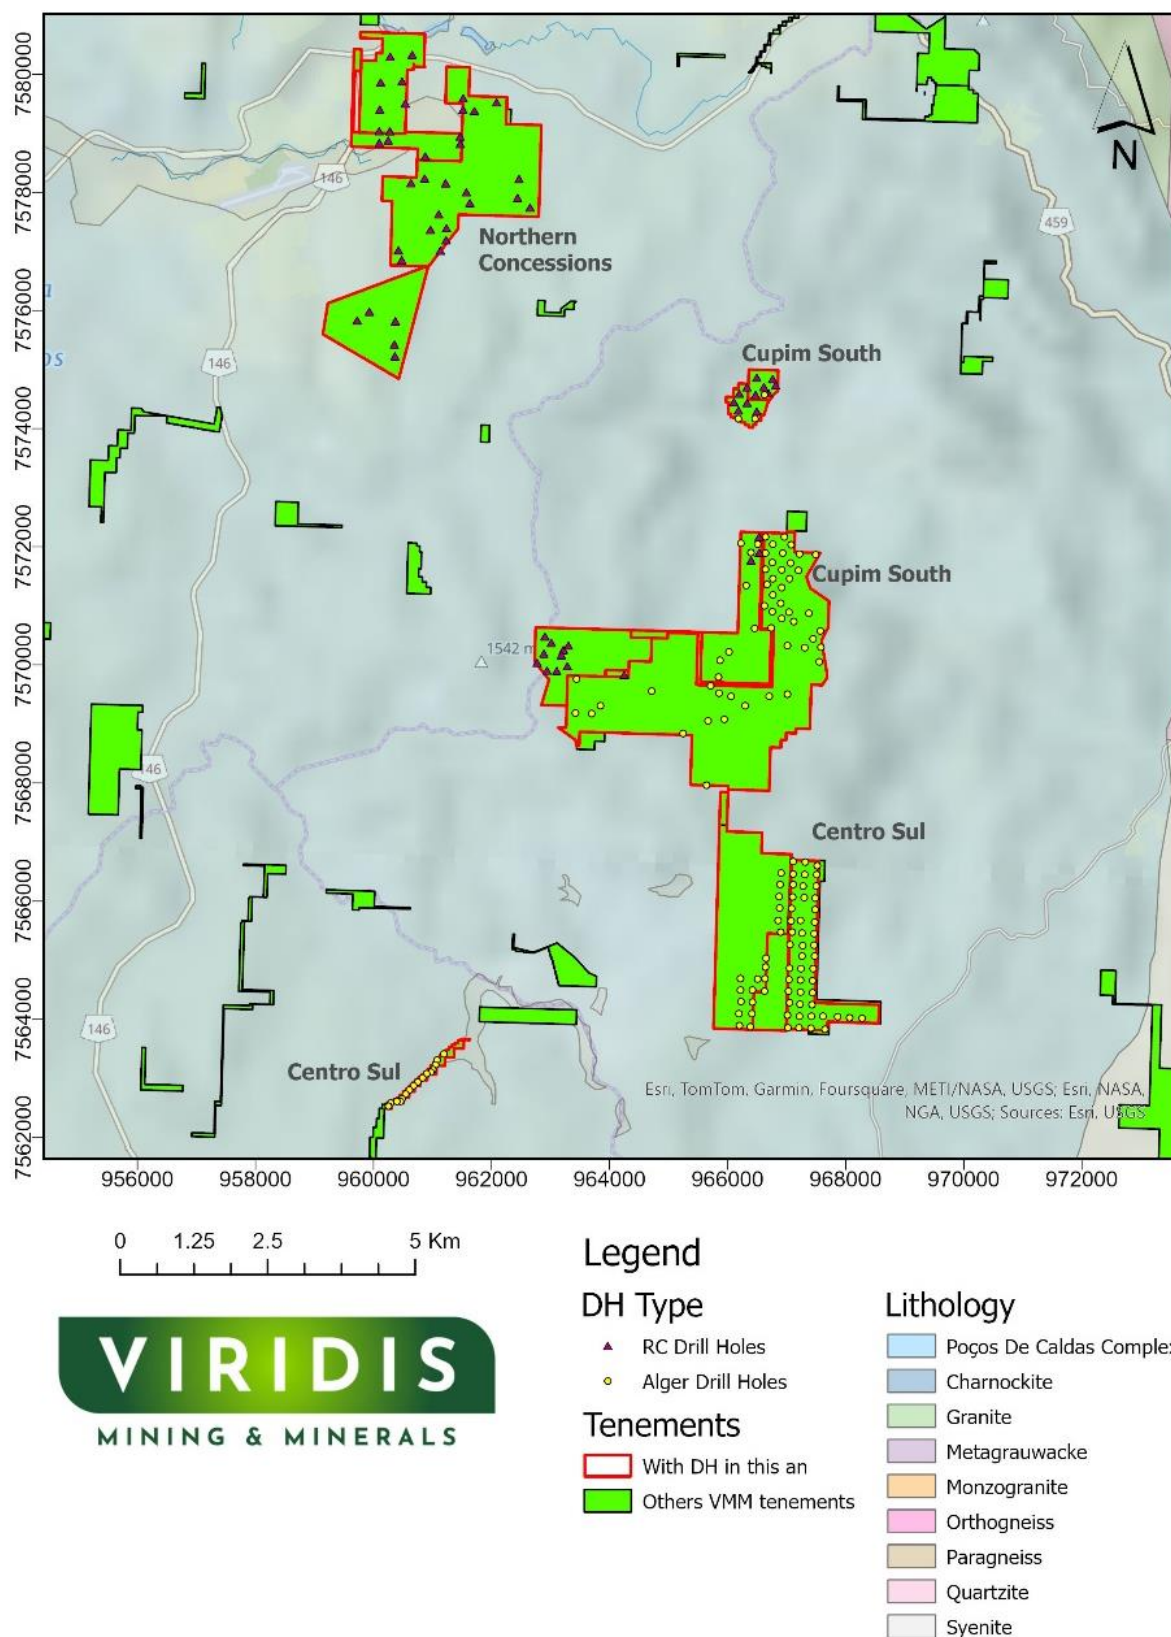 7580000
7578000
7576000
7574000
7572000
7570000
7568000
7566000
7564000
7562000
146
459
N
Northern
Concessions
146
Cupim South
Cupim South
1542 m
146
Centro Sul
146
Centro Sul
Esri, TomTom, Garmin, Foursquare, METI/NASA, USGS; Esri, NASA,
NGA, USGS; Sources: Esri, USGS
956000 958000 960000 962000 964000 966000 968000 970000 972000
0 1.25 2.5 5 Km
VIRIDIS
MINING & MINERALS
Legend
DH Type
RC Drill Holes
Alger Drill Holes
Tenements
With DH in this an
Others VMM tenements
Lithology
Poços De Caldas Comple
Charnockite
Granite
Metagrauwacke
Monzogranite
Orthogneiss
Paragneiss
Quartzite
Syenite